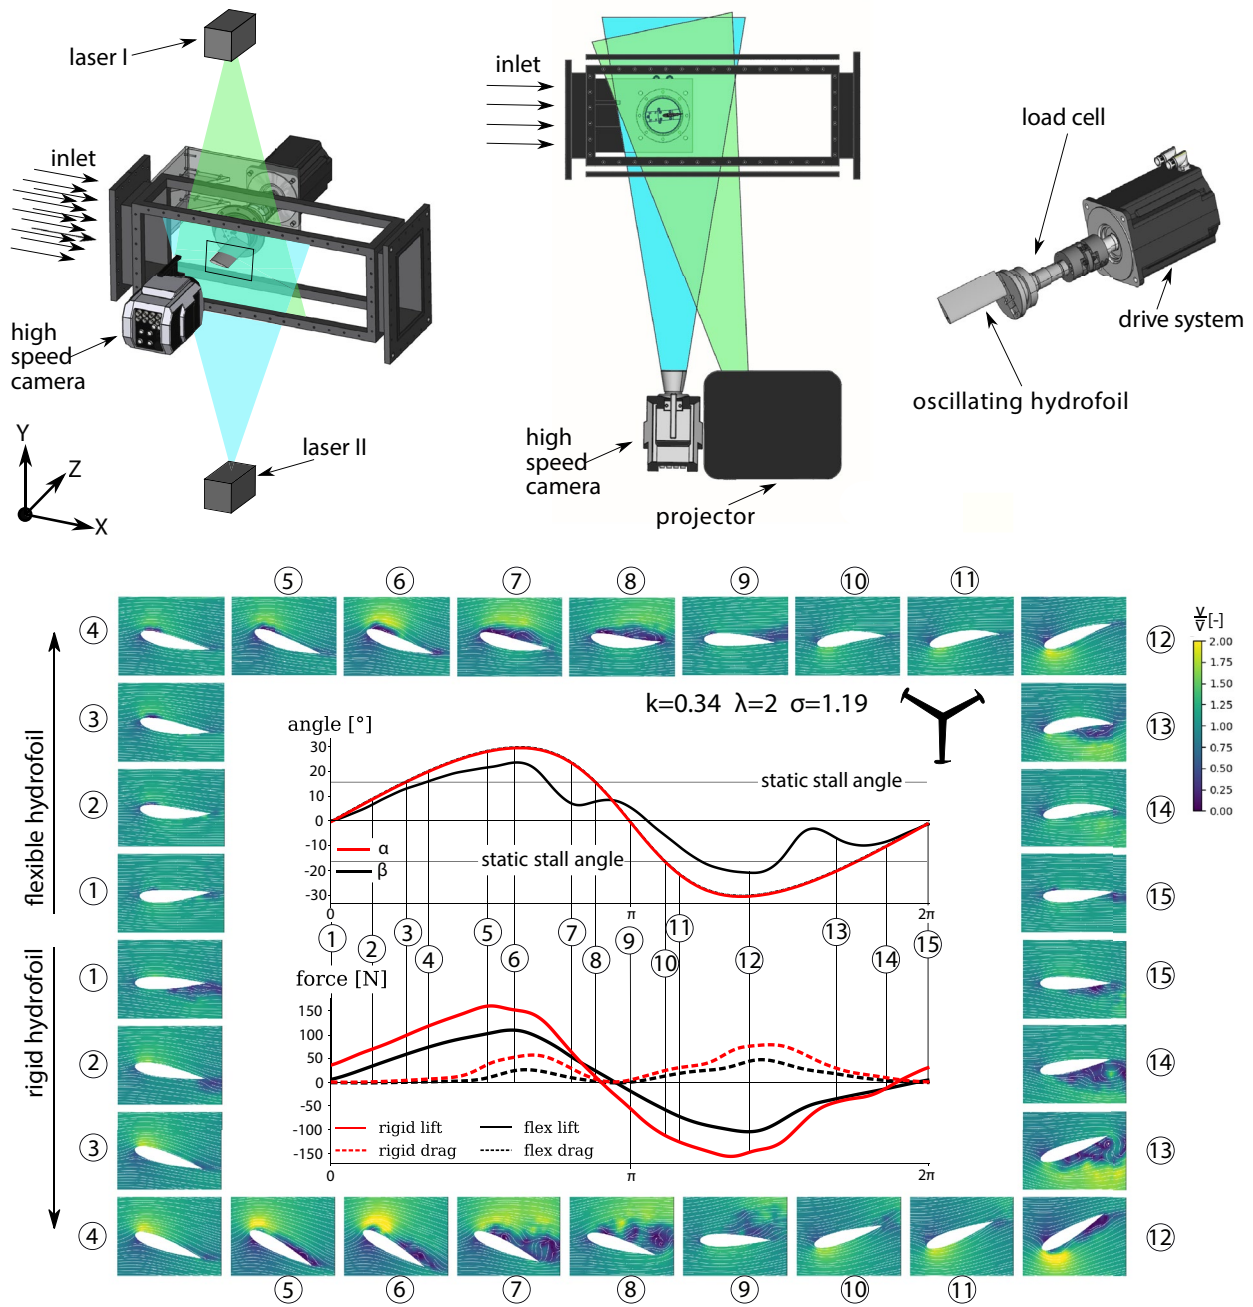 laser I
inlet
high
speed
camera
laser II
Y
Z
X
inlet
high
speed
camera
projector
load cell
drive system
oscillating hydrofoil
5 6 7 8 9 10 11
4
12
3
13
2
14
1
15
1
15
2
14
3
13
4
12
5 6 7 8 9 10 11
flexible hydrofoil
rigid hydrofoil
V
V̄ [-]
2.00
1.75
1.50
1.25
1.00
0.75
0.50
0.25
0.00
k=0.34 λ=2 σ=1.19
angle [°]
30
20
10
0
-10
-20
-30
static stall angle
static stall angle
α
β
0 π 2π
1 2 3 4 5 6 7 8 9 10 11 12 13 14 15
force [N]
150
100
50
0
-50
-100
-150
rigid lift
rigid drag
flex lift
flex drag
0 π 2π